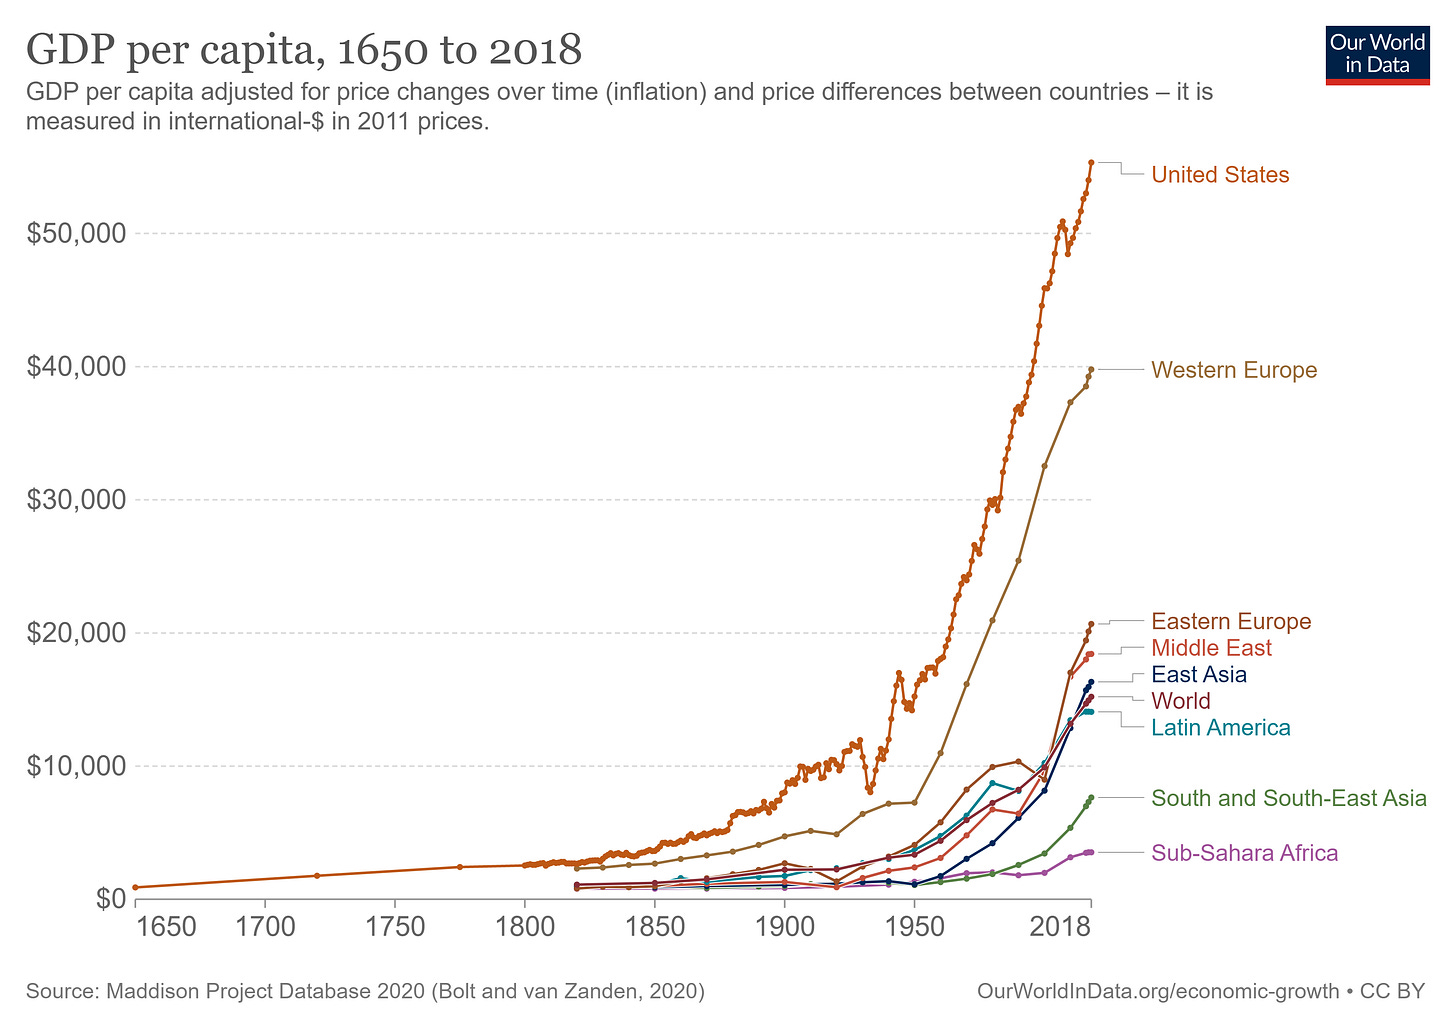 GDP per capita, 1650 to 2018
Our World
in Data
GDP per capita adjusted for price changes over time (inflation) and price differences between countries – it is
measured in international-$ in 2011 prices.
United States
$50,000
$40,000
Western Europe
$30,000
$20,000
Eastern Europe
Middle East
East Asia
World
Latin America
$10,000
South and South-East Asia
Sub-Sahara Africa
$0
1650 1700 1750 1800 1850 1900 1950 2018
Source: Maddison Project Database 2020 (Bolt and van Zanden, 2020)
OurWorldInData.org/economic-growth • CC BY